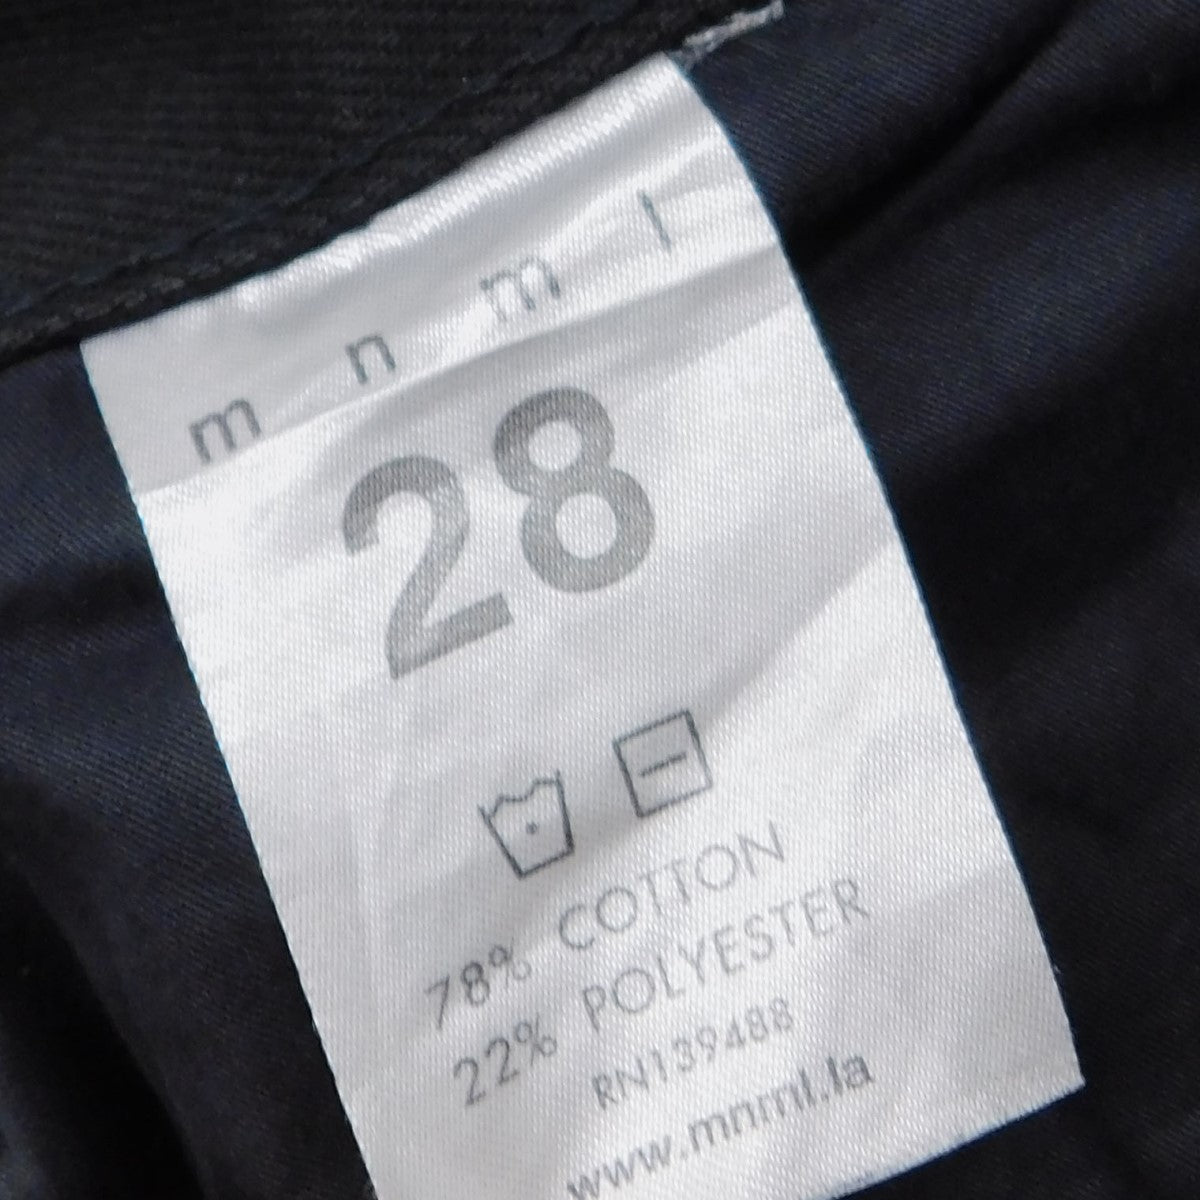 m n m l
28
78% COTTON
22% POLYESTER
RN139488
www.mnml.la